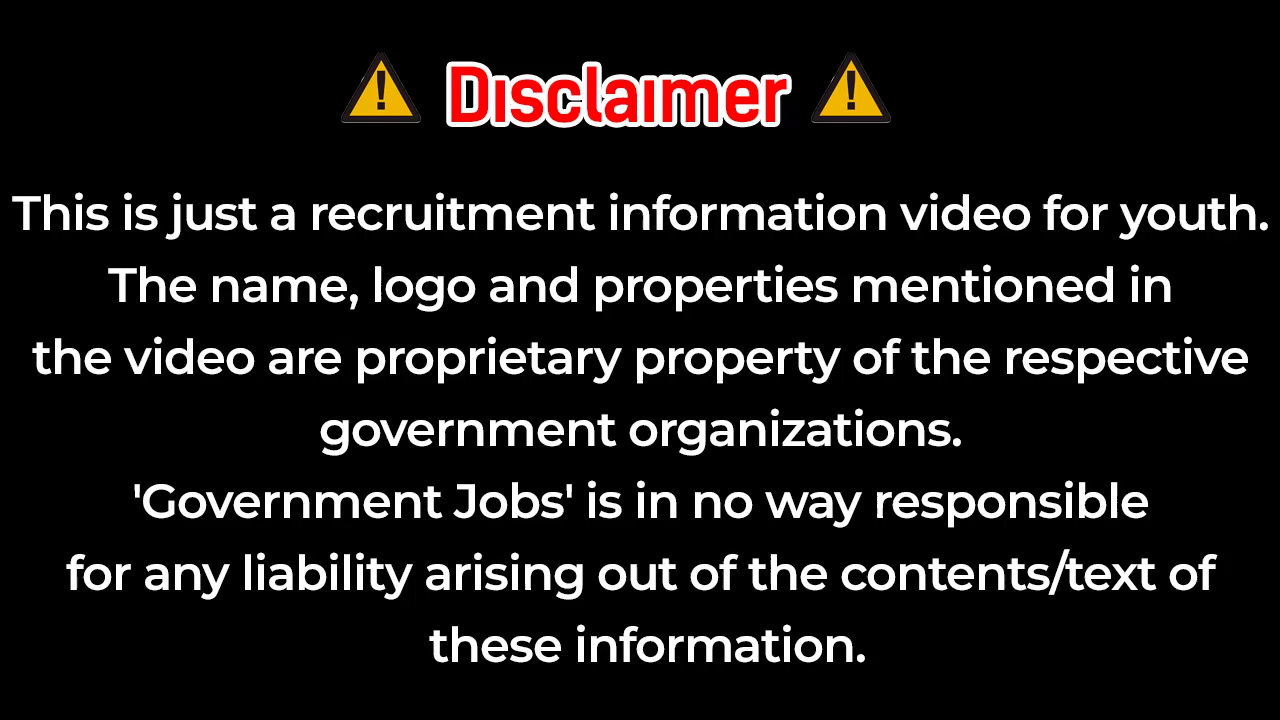 Disclaimer
This is just a recruitment information video for youth.
The name, logo and properties mentioned in
the video are proprietary property of the respective
government organizations.
'Government Jobs' is in no way responsible
for any liability arising out of the contents/text of
these information.